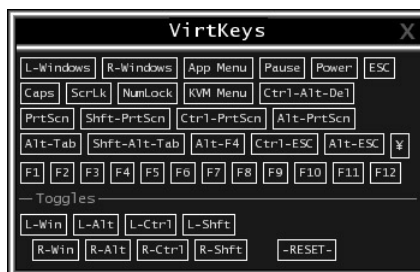 VirtKeys X
L-Windows R-Windows App Menu Pause Power ESC
Caps ScrLk NumLock KVM Menu Ctrl-Alt-Del
PrtScn Shft-PrtScn Ctrl-PrtScn Alt-PrtScn
Alt-Tab Shft-Alt-Tab Alt-F4 Ctrl-ESC Alt-ESC ¥
F1 F2 F3 F4 F5 F6 F7 F8 F9 F10 F11 F12
Toggles
L-Win L-Alt L-Ctrl L-Shft
R-Win R-Alt R-Ctrl R-Shft -RESET-